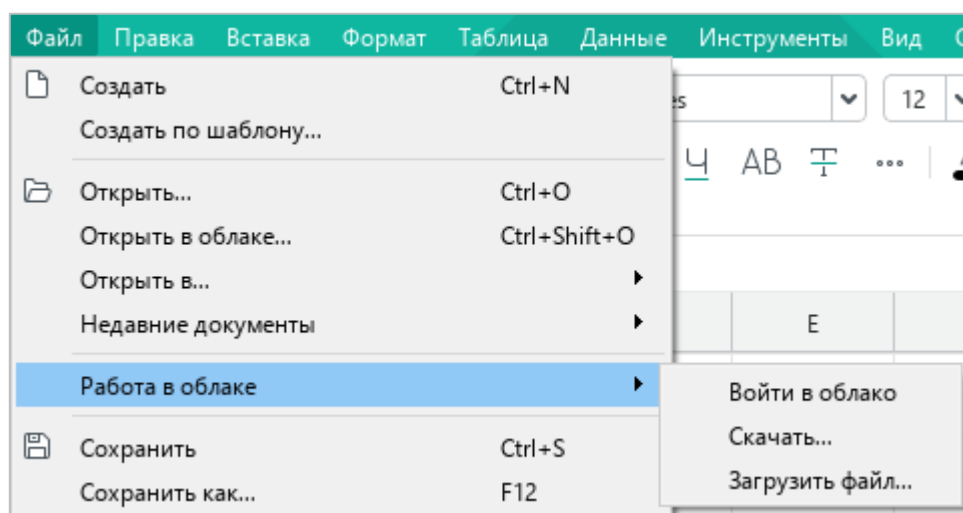 Файл Правка Вставка Формат Таблица Данные Инструменты Вид
Создать Ctrl+N
es 12
Создать по шаблону...
Ч АВ Т
Открыть... Ctrl+O
Открыть в облаке... Ctrl+Shift+O
Открыть в...
Недавние документы
E
Работа в облаке
Войти в облако
Сохранить Ctrl+S
Скачать...
Сохранить как... F12
Загрузить файл...